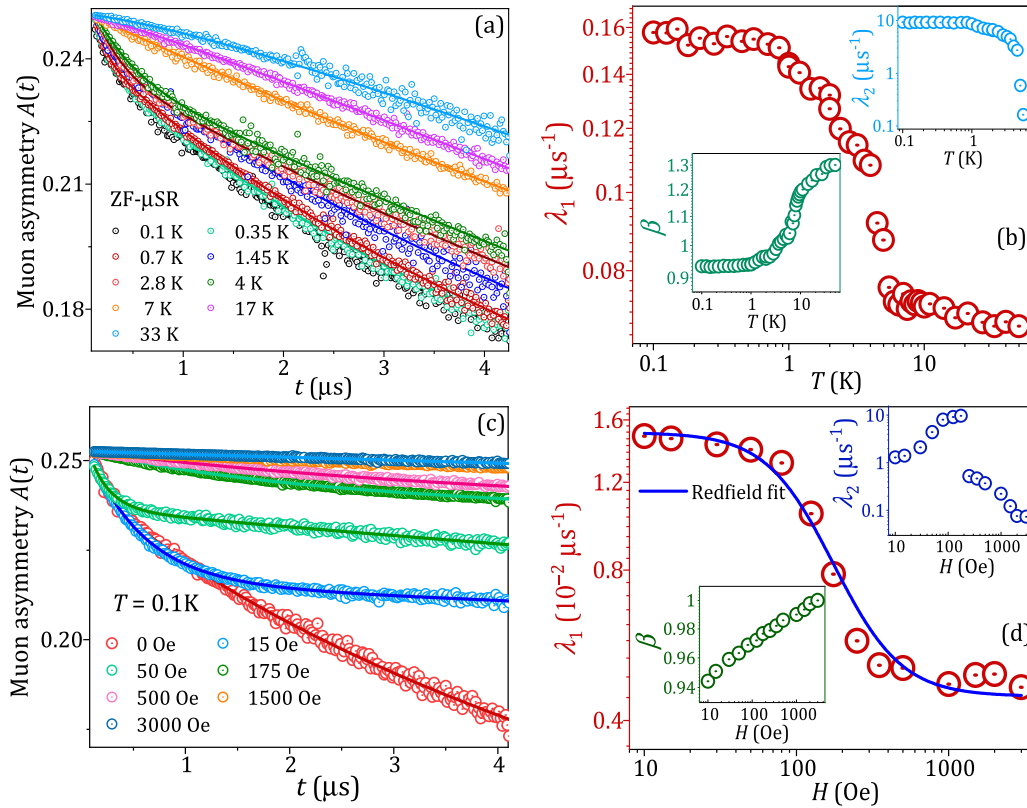 (a)
0.24
0.21
0.18
Muon asymmetry A(t)
ZF-μSR
0.1 K 0.35 K
0.7 K 1.45 K
2.8 K 4 K
7 K 17 K
33 K
1 2 3 4
t (μs)
(b)
0.16
0.14
0.12
0.1
0.08
λ₁ (μs⁻¹)
0.1 1 10
T (K)
10
1
0.1
λ₂ (μs⁻¹)
0.1 1
T (K)
1.3
1.2
1.1
1
0.9
β
0.1 1 10
T (K)
(c)
0.25
0.20
Muon asymmetry A(t)
T = 0.1K
0 Oe 15 Oe
50 Oe 175 Oe
500 Oe 1500 Oe
3000 Oe
1 2 3 4
t (μs)
(d)
1.6
1.2
0.8
0.4
λ₁ (10⁻² μs⁻¹)
Redfield fit
10 100 1000
H (Oe)
10
1
0.1
λ₂ (μs⁻¹)
10 100 1000
H (Oe)
1
0.98
0.96
0.94
β
10 100 1000
H (Oe)